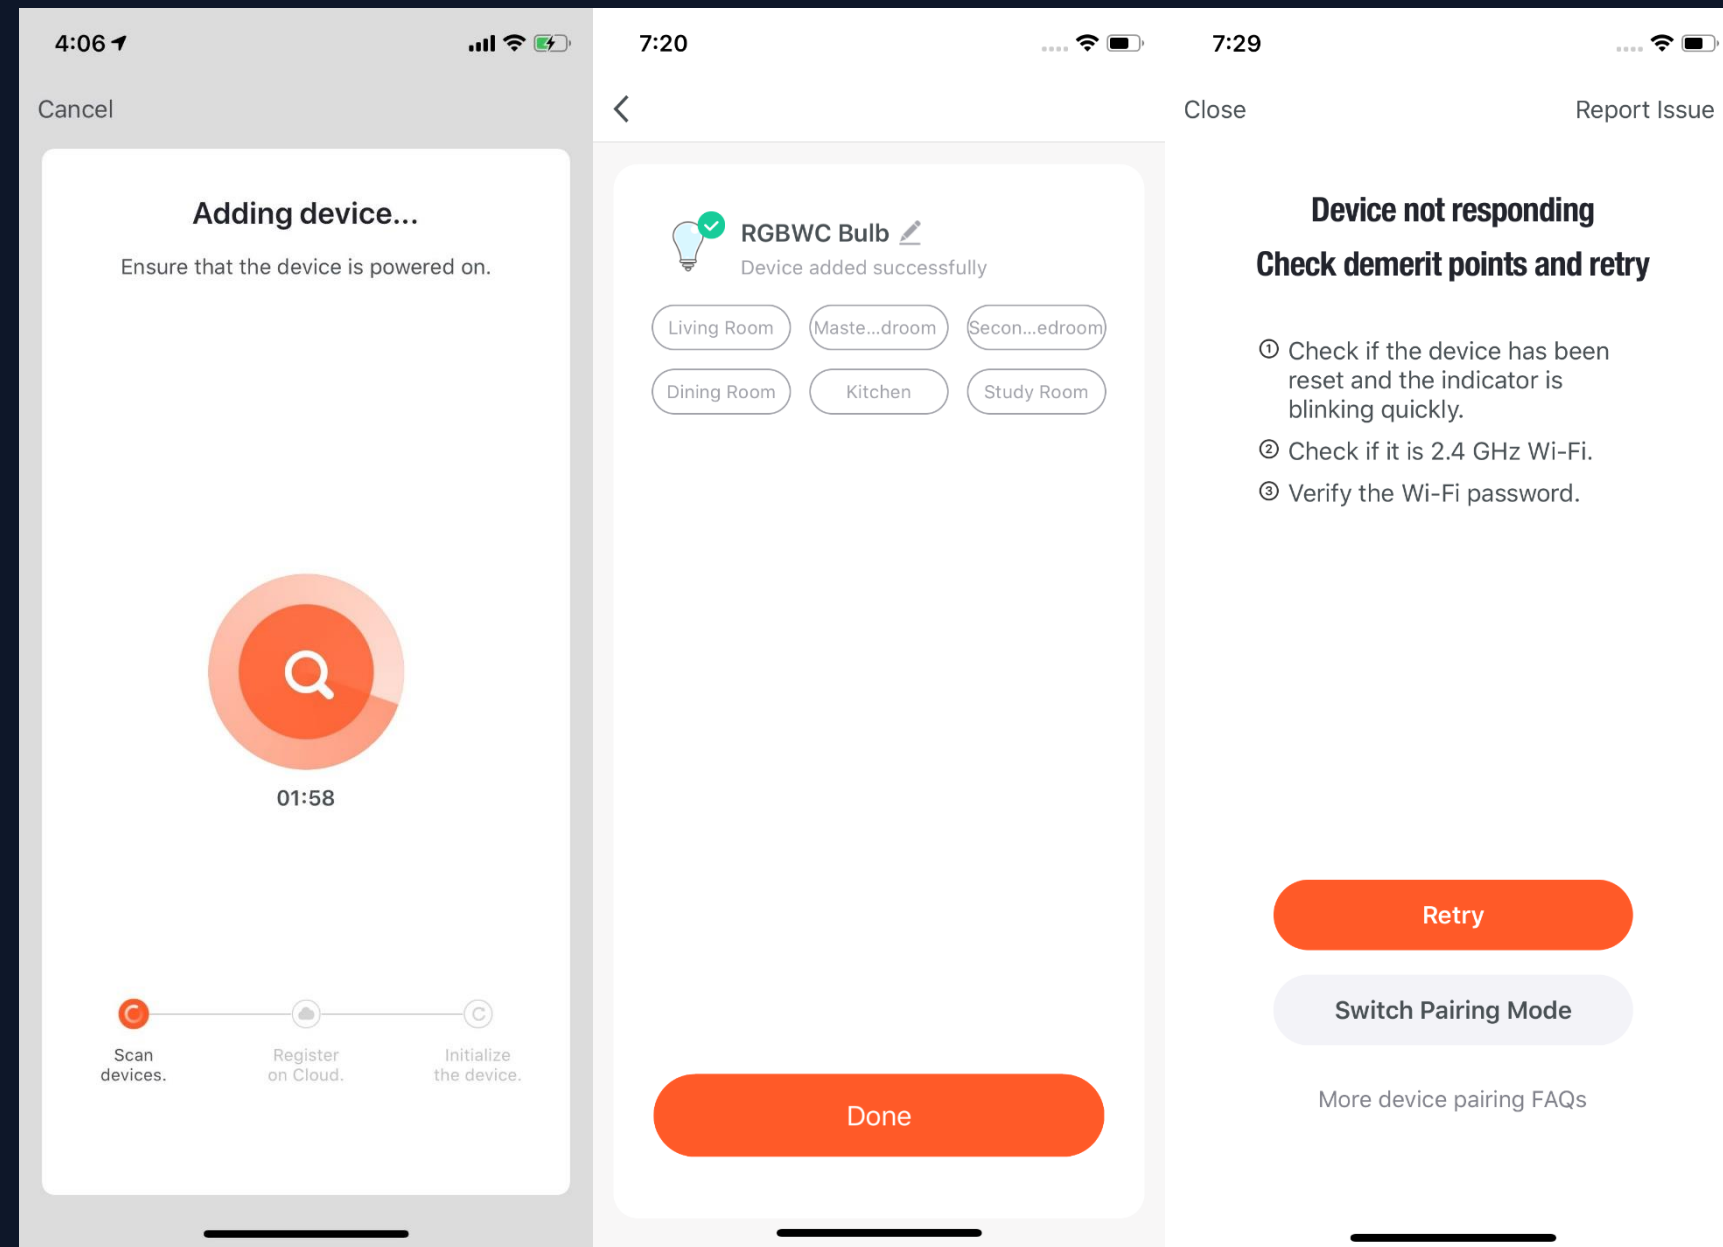 4:06
Cancel
Adding device...
Ensure that the device is powered on.
01:58
Scan
devices.
Register
on Cloud.
Initialize
the device.
7:20
RGBWC Bulb
Device added successfully
Living Room
Maste...droom
Secon...edroom
Dining Room
Kitchen
Study Room
Done
7:29
Close
Report Issue
Device not responding
Check demerit points and retry
① Check if the device has been
reset and the indicator is
blinking quickly.
② Check if it is 2.4 GHz Wi-Fi.
③ Verify the Wi-Fi password.
Retry
Switch Pairing Mode
More device pairing FAQs